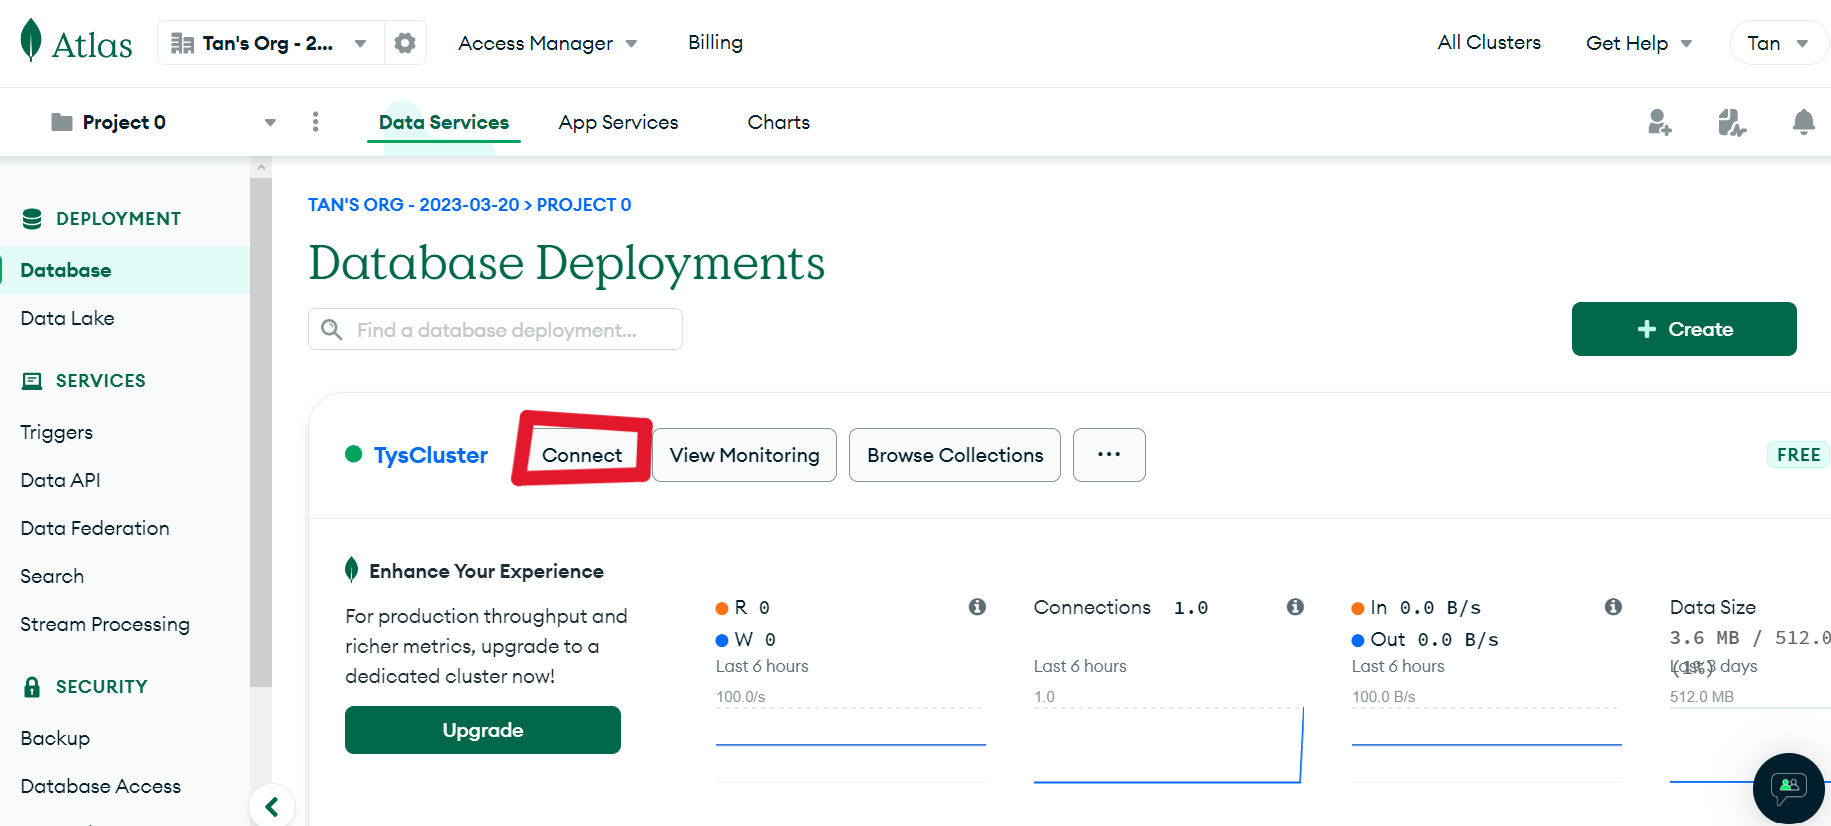 Atlas
Tan's Org - 2...
Access Manager
Billing
All Clusters
Get Help
Tan
Project 0
Data Services
App Services
Charts
DEPLOYMENT
Database
Data Lake
SERVICES
Triggers
Data API
Data Federation
Search
Stream Processing
SECURITY
Backup
Database Access
TAN'S ORG - 2023-03-20 > PROJECT 0
Database Deployments
Find a database deployment...
+ Create
TysCluster
Connect
View Monitoring
Browse Collections
...
FREE
Enhance Your Experience
For production throughput and
richer metrics, upgrade to a
dedicated cluster now!
Upgrade
R 0
W 0
Last 6 hours
100.0/s
Connections 1.0
Last 6 hours
1.0
In 0.0 B/s
Out 0.0 B/s
Last 6 hours
100.0 B/s
Data Size
3.6 MB / 512.0
(1%)
Last 3 days
512.0 MB